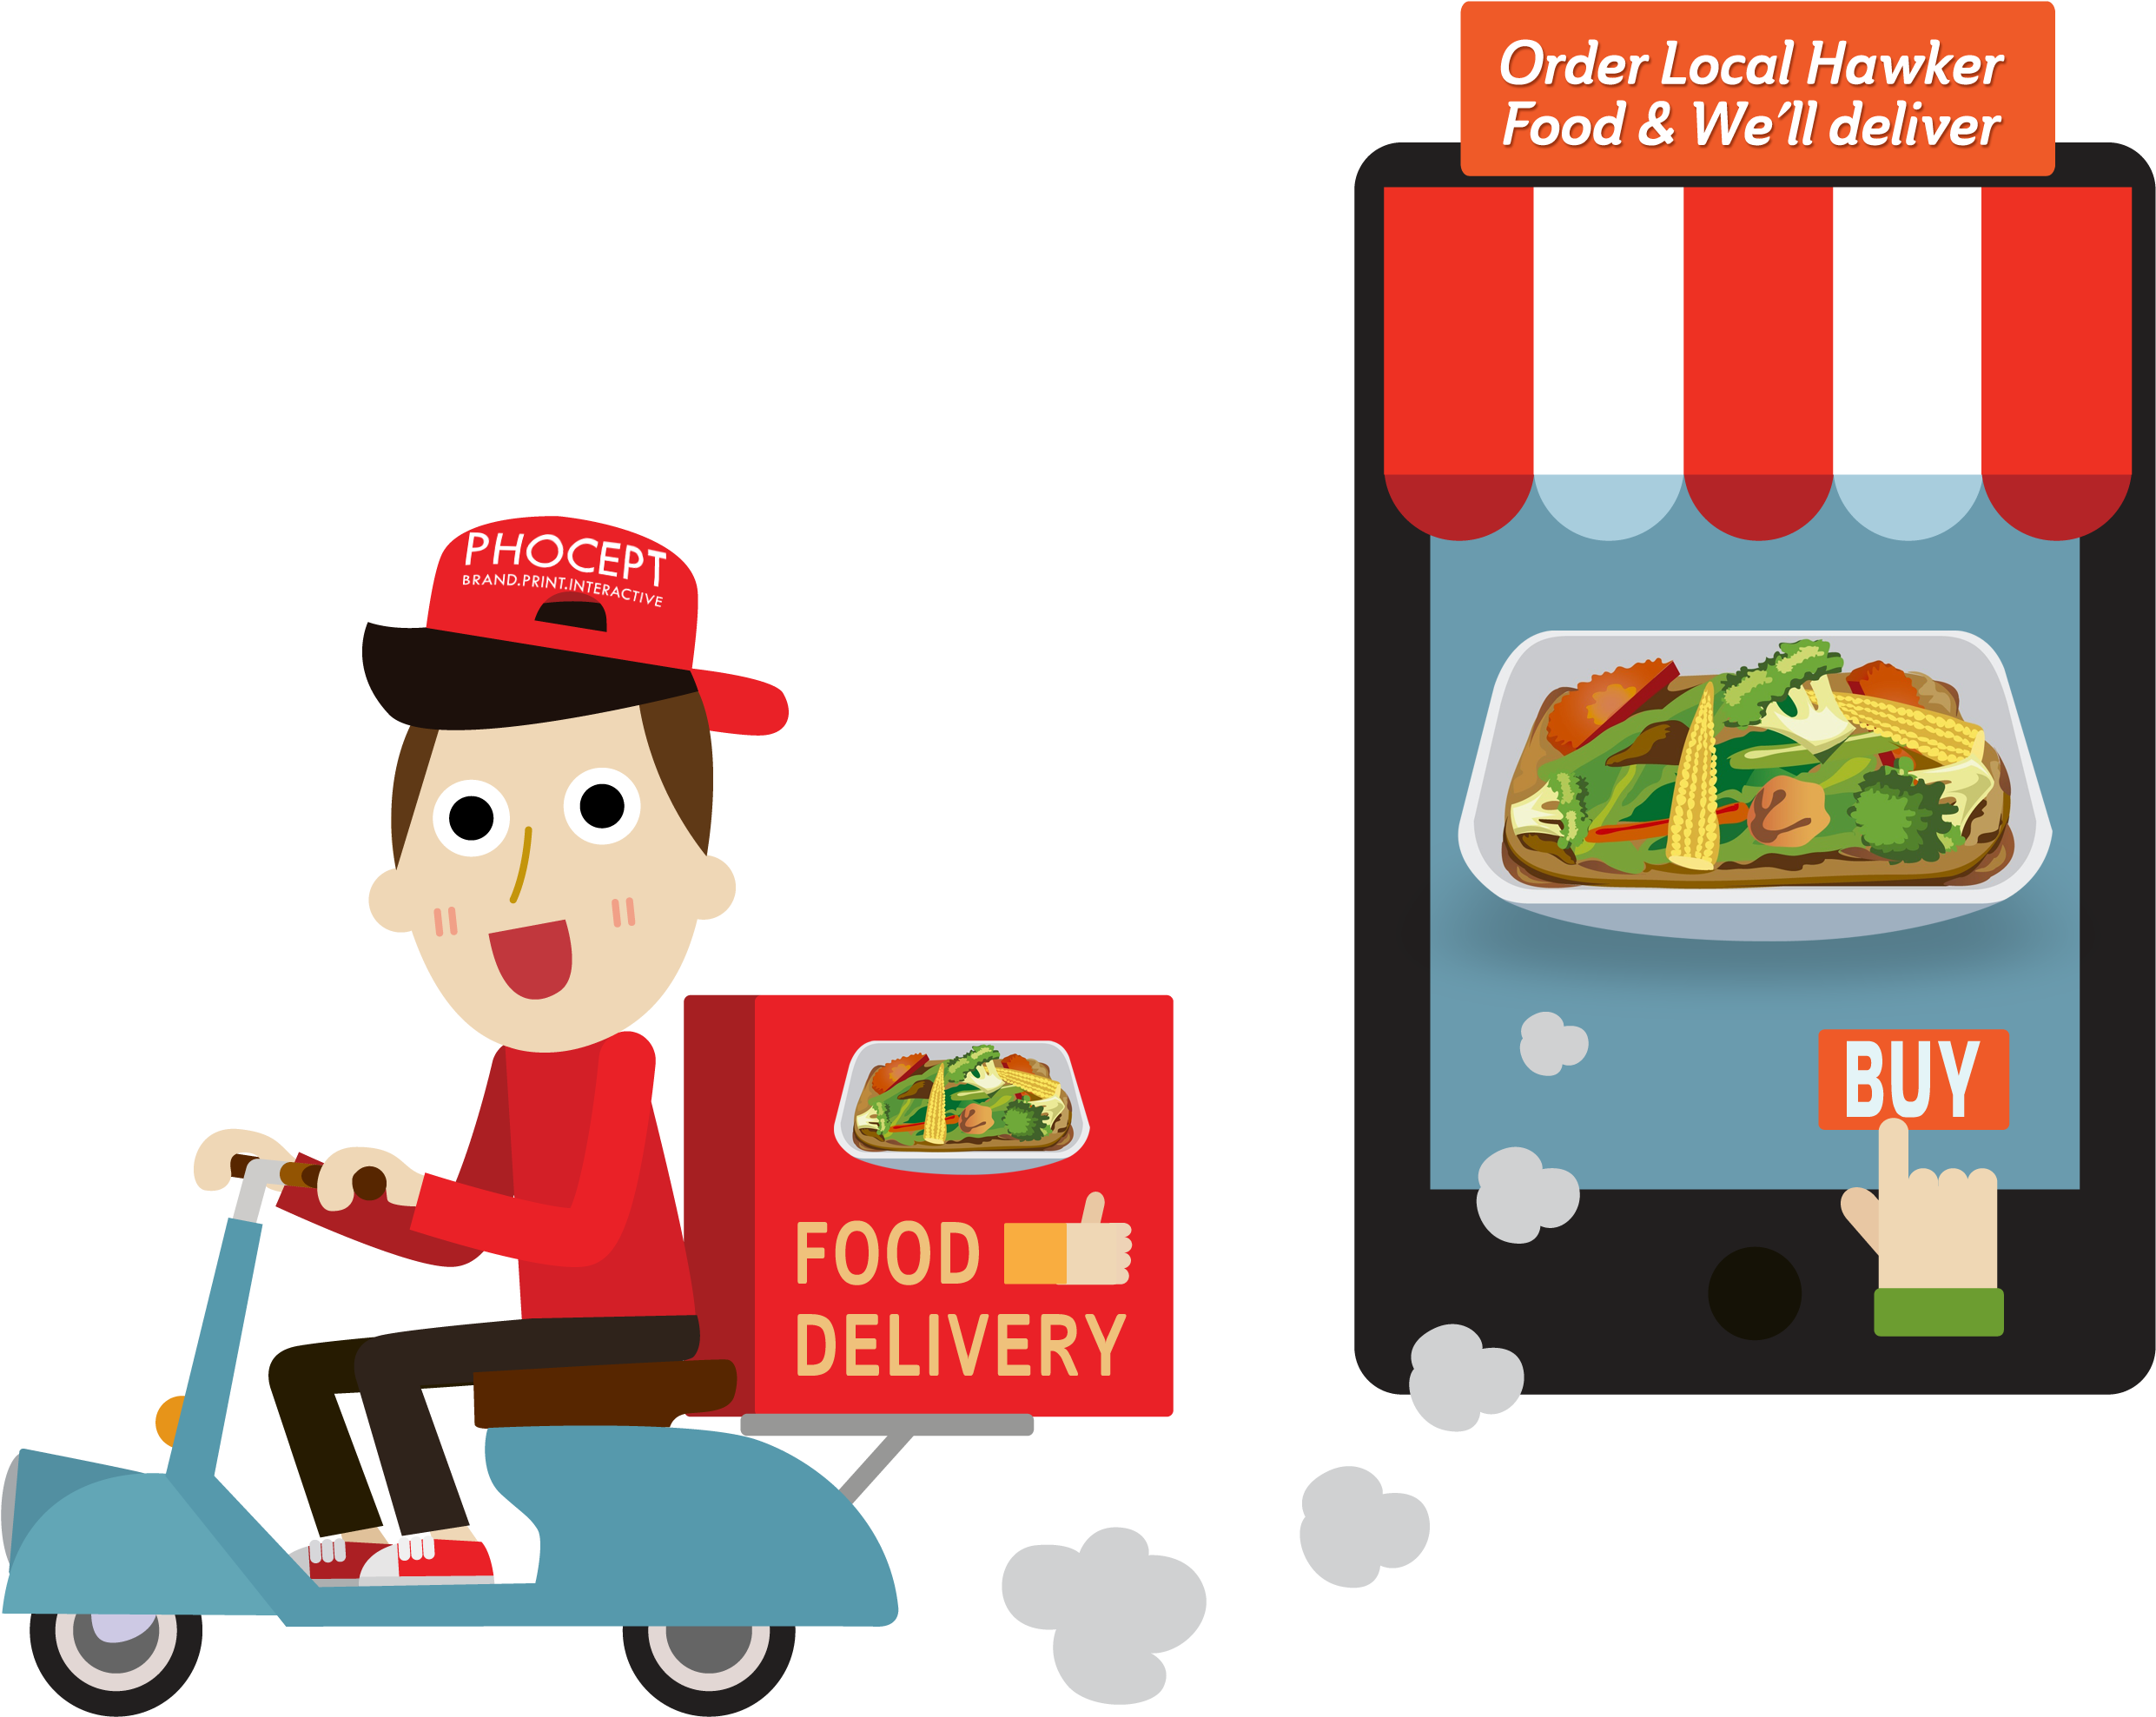 Order Local Hawker
Food & We'll deliver
PHOCEPT
BRAND.PRINT.INTERACTIVE
BUY
FOOD
DELIVERY